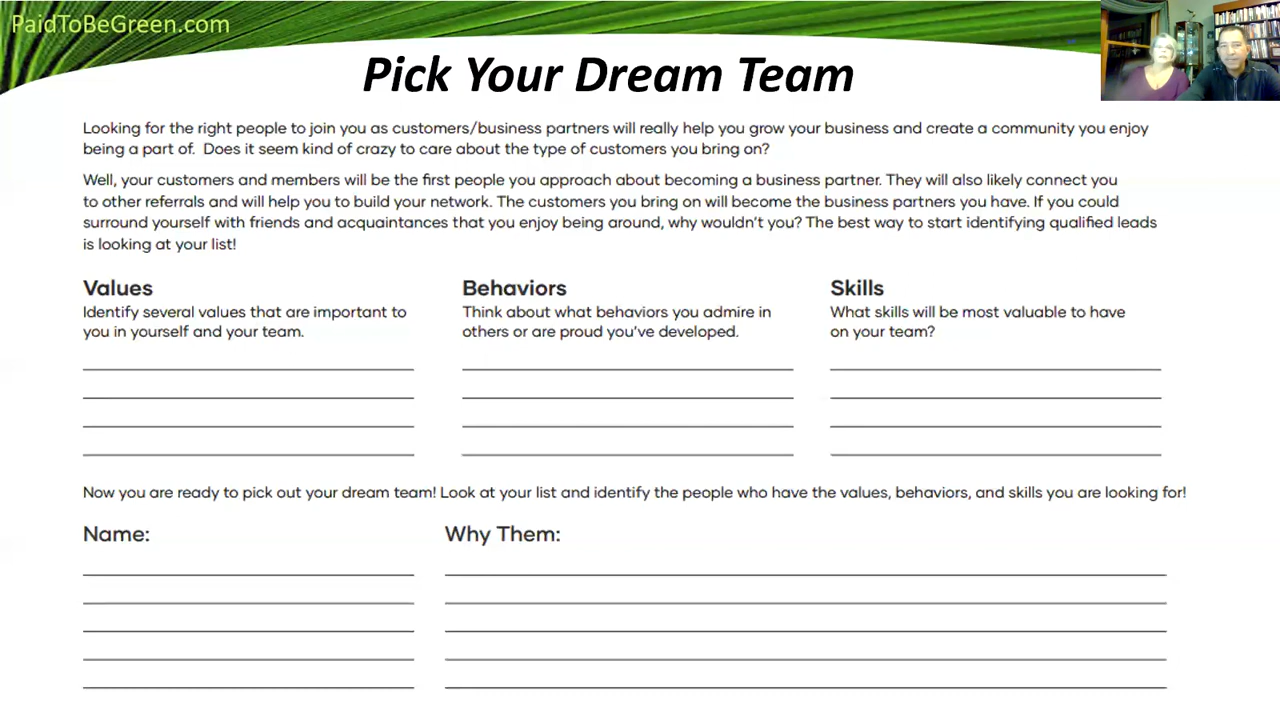 PaidToBeGreen.com
Pick Your Dream Team
Looking for the right people to join you as customers/business partners will really help you grow your business and create a community you enjoy
being a part of. Does it seem kind of crazy to care about the type of customers you bring on?
Well, your customers and members will be the first people you approach about becoming a business partner. They will also likely connect you
to other referrals and will help you to build your network. The customers you bring on will become the business partners you have. If you could
surround yourself with friends and acquaintances that you enjoy being around, why wouldn't you? The best way to start identifying qualified leads
is looking at your list!
Values
Identify several values that are important to
you in yourself and your team.
Behaviors
Think about what behaviors you admire in
others or are proud you've developed.
Skills
What skills will be most valuable to have
on your team?
Now you are ready to pick out your dream team! Look at your list and identify the people who have the values, behaviors, and skills you are looking for!
Name:
Why Them: